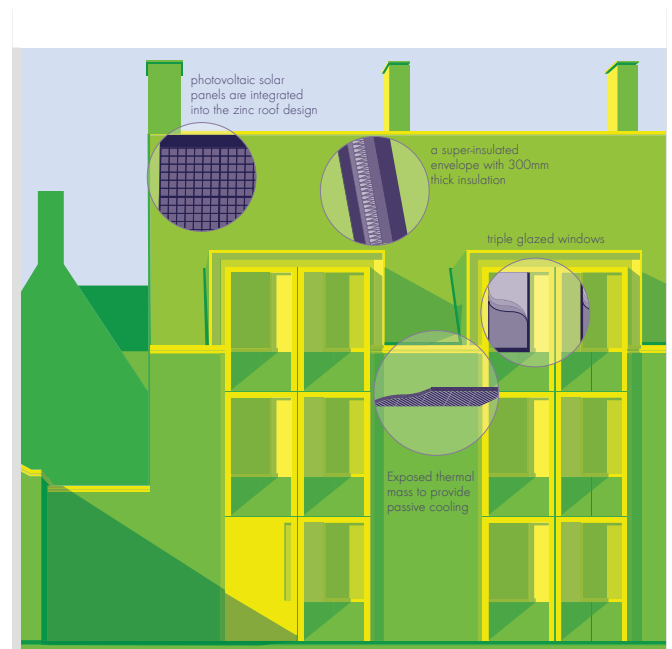 photovoltaic solar
panels are integrated
into the zinc roof design
a super-insulated
envelope with 300mm
thick insulation
triple glazed windows
Exposed thermal
mass to provide
passive cooling